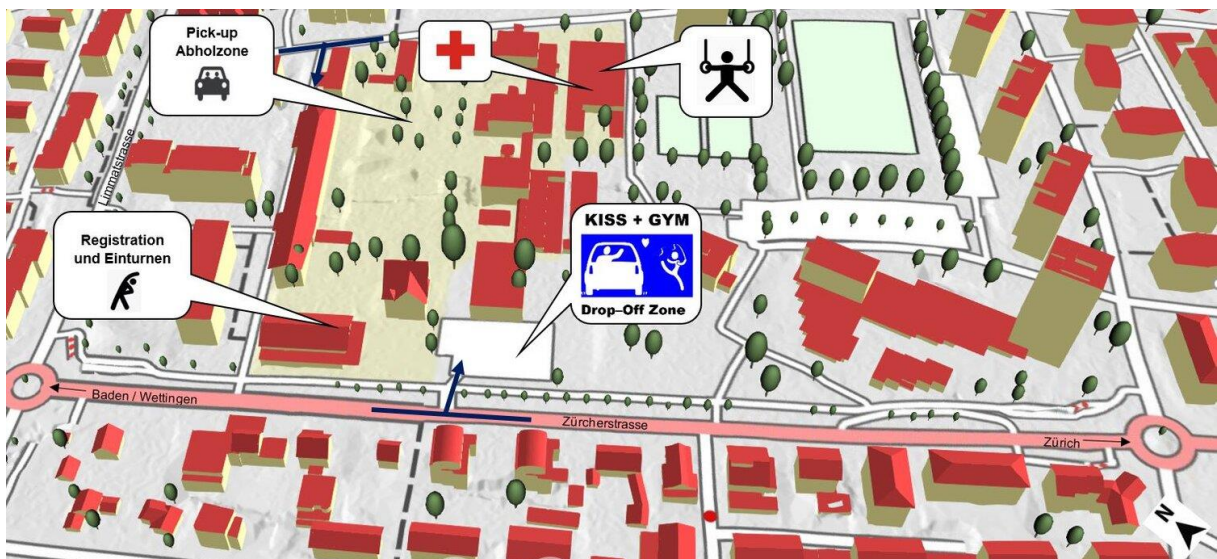 Pick-up
Abholzone
Limmatstrasse
Registration
und Einturnen
KISS + GYM
Drop-Off Zone
Baden / Wettingen
Zürcherstrasse
Zürich
N